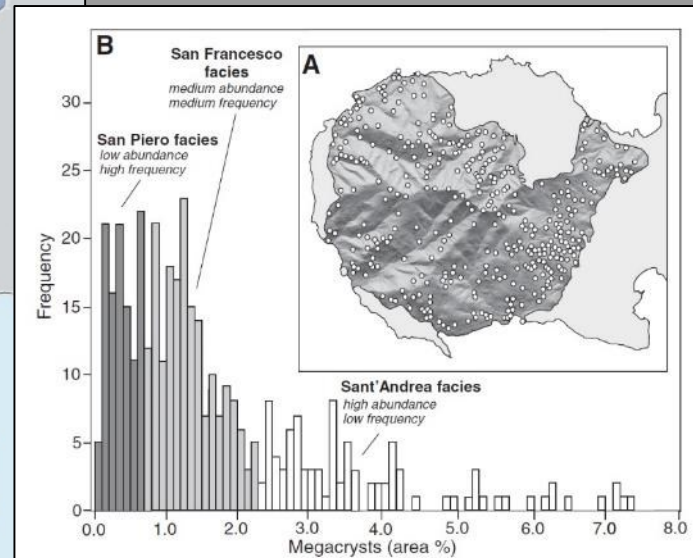 B
A
San Francesco
facies
medium abundance
medium frequency
San Piero facies
low abundance
high frequency
Sant'Andrea facies
high abundance
low frequency
Frequency
30
25
20
15
10
5
0
0.0 1.0 2.0 3.0 4.0 5.0 6.0 7.0 8.0
Megacrysts (area %)